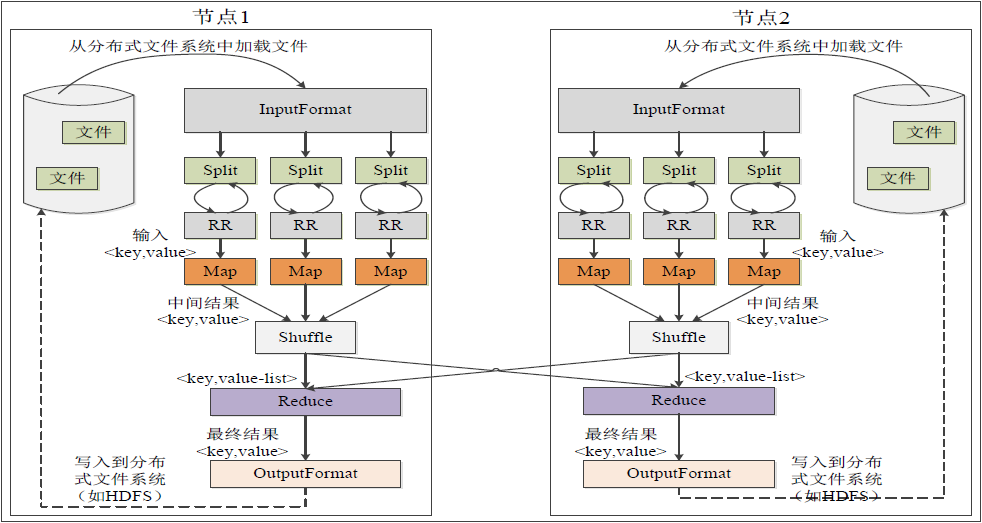 节点1
从分布式文件系统中加载文件
InputFormat
文件
文件
Split
Split
Split
RR
RR
RR
输入
<key,value>
Map
Map
Map
中间结果
<key,value>
Shuffle
<key,value-list>
Reduce
最终结果
<key,value>
OutputFormat
写入到分布
式文件系统
（如HDFS）
节点2
从分布式文件系统中加载文件
InputFormat
文件
文件
Split
Split
Split
RR
RR
RR
输入
<key,value>
Map
Map
Map
中间结果
<key,value>
Shuffle
<key,value-list>
Reduce
最终结果
<key,value>
OutputFormat
写入到分布
式文件系统
（如HDFS）